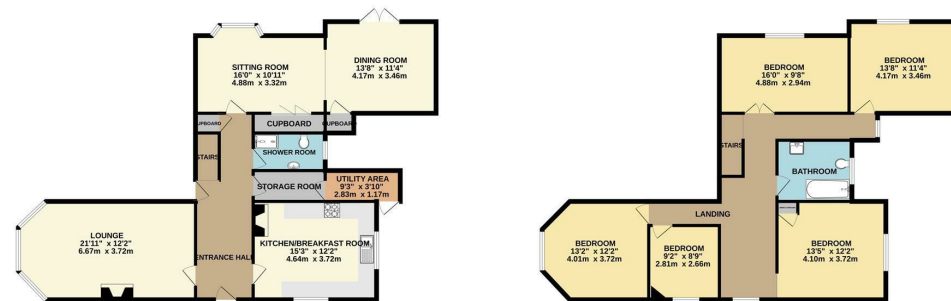 SITTING ROOM
16'0" x 10'11"
4.88m x 3.32m
DINING ROOM
13'8" x 11'4"
4.17m x 3.46m
CUPBOARD
CUPBOARD
SHOWER ROOM
STAIRS
STORAGE ROOM
UTILITY AREA
9'3" x 3'10"
2.83m x 1.17m
LOUNGE
21'11" x 12'2"
6.67m x 3.72m
ENTRANCE HALL
KITCHEN/BREAKFAST ROOM
15'3" x 12'2"
4.64m x 3.72m
BEDROOM
16'0" x 9'8"
4.88m x 2.94m
BEDROOM
13'8" x 11'4"
4.17m x 3.46m
STAIRS
BATHROOM
LANDING
BEDROOM
13'2" x 12'2"
4.01m x 3.72m
BEDROOM
9'2" x 8'9"
2.81m x 2.66m
BEDROOM
13'5" x 12'2"
4.10m x 3.72m